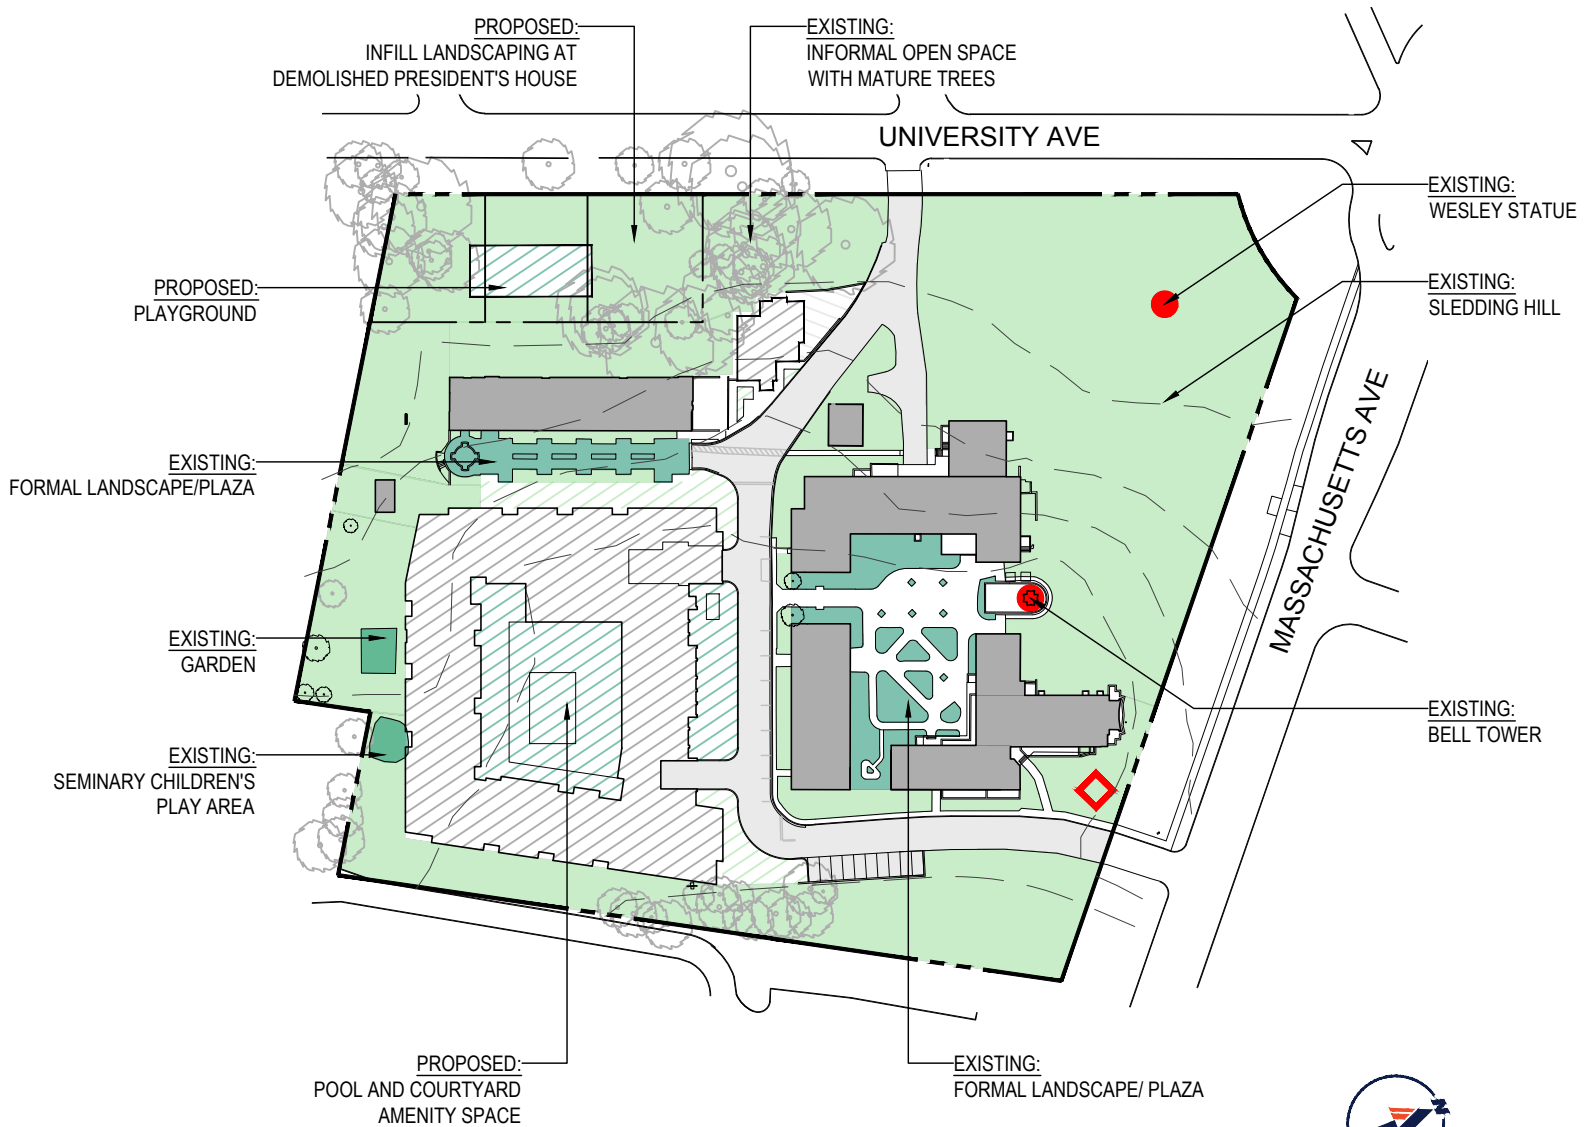 PROPOSED:
INFILL LANDSCAPING AT
DEMOLISHED PRESIDENT'S HOUSE
EXISTING:
INFORMAL OPEN SPACE
WITH MATURE TREES
UNIVERSITY AVE
EXISTING:
WESLEY STATUE
EXISTING:
SLEDDING HILL
PROPOSED:
PLAYGROUND
MASSACHUSETTS AVE
EXISTING:
FORMAL LANDSCAPE/PLAZA
EXISTING:
GARDEN
EXISTING:
SEMINARY CHILDREN'S
PLAY AREA
EXISTING:
BELL TOWER
PROPOSED:
POOL AND COURTYARD
AMENITY SPACE
EXISTING:
FORMAL LANDSCAPE/ PLAZA
N